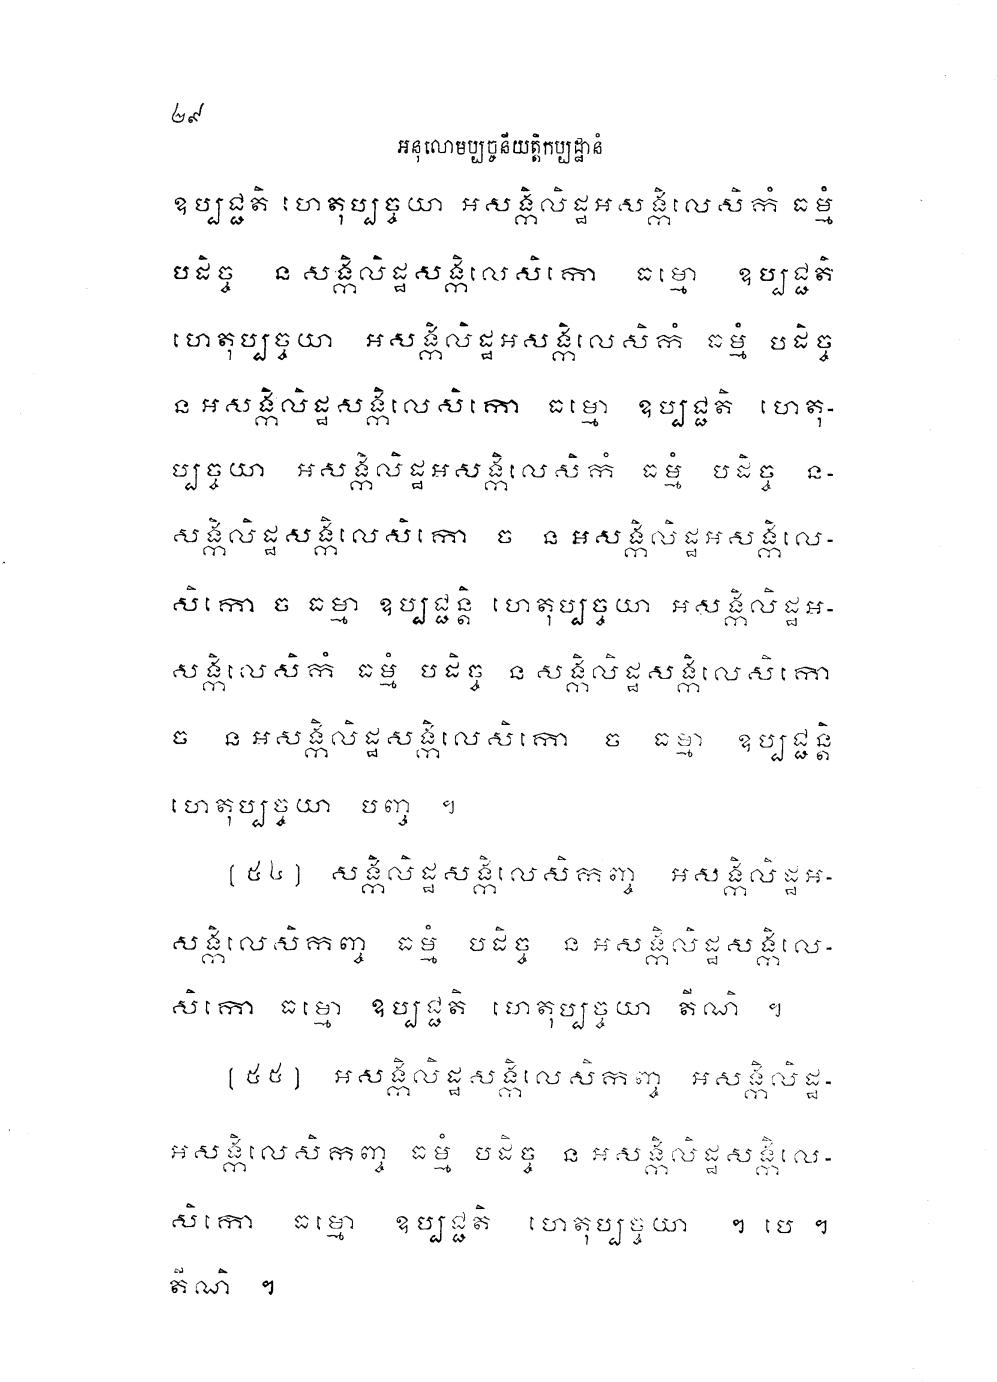 ២៩
អនុលោមប្បច្ចនីយត្តិកប្បដ្ឋានំ
ឧប្បជ្ជតិ ហេតុប្បច្ចយា អសង្កិលិដ្ឋអសង្កិលេសិកំ ធម្មំ
បដិច្ច ន សង្កិលិដ្ឋសង្កិលេសិកោ ធម្មោ ឧប្បជ្ជតិ
ហេតុប្បច្ចយា អសង្កិលិដ្ឋអសង្កិលេសិកំ ធម្មំ បដិច្ច
ន អសង្កិលិដ្ឋសង្កិលេសិកោ ធម្មោ ឧប្បជ្ជតិ ហេតុ-
ប្បច្ចយា អសង្កិលិដ្ឋអសង្កិលេសិកំ ធម្មំ បដិច្ច ន-
សង្កិលិដ្ឋសង្កិលេសិកោ ច ន អសង្កិលិដ្ឋអសង្កិលេ-
សិកោ ច ធម្មា ឧប្បជ្ជន្តិ ហេតុប្បច្ចយា អសង្កិលិដ្ឋអ-
សង្កិលេសិកំ ធម្មំ បដិច្ច ន សង្កិលិដ្ឋសង្កិលេសិកោ
ច ន អសង្កិលិដ្ឋសង្កិលេសិកោ ច ធម្មា ឧប្បជ្ជន្តិ
ហេតុប្បច្ចយា បញ្ច ។
(៥៤) សង្កិលិដ្ឋសង្កិលេសិកញ្ច អសង្កិលិដ្ឋអ-
សង្កិលេសិកញ្ច ធម្មំ បដិច្ច ន អសង្កិលិដ្ឋសង្កិលេ-
សិកោ ធម្មោ ឧប្បជ្ជតិ ហេតុប្បច្ចយា តីណិ ។
(៥៥) អសង្កិលិដ្ឋសង្កិលេសិកញ្ច អសង្កិលិដ្ឋ-
អសង្កិលេសិកញ្ច ធម្មំ បដិច្ច ន អសង្កិលិដ្ឋសង្កិលេ-
សិកោ ធម្មោ ឧប្បជ្ជតិ ហេតុប្បច្ចយា ។ បេ ។
តីណិ ។